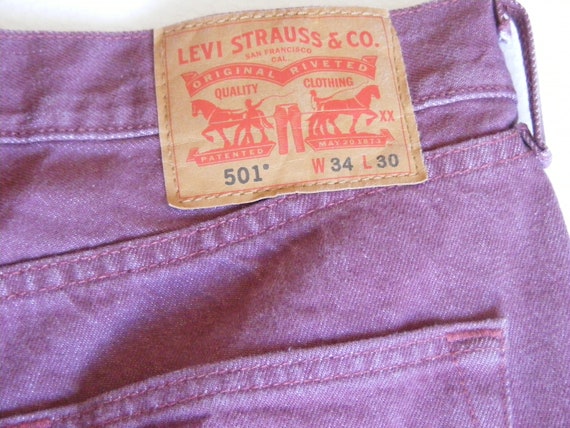 LEVI STRAUSS & CO.
SAN FRANCISCO
CAL.
ORIGINAL RIVETED
QUALITY CLOTHING
XX
PATENTED MAY 20 1873
501® W 34 L 30